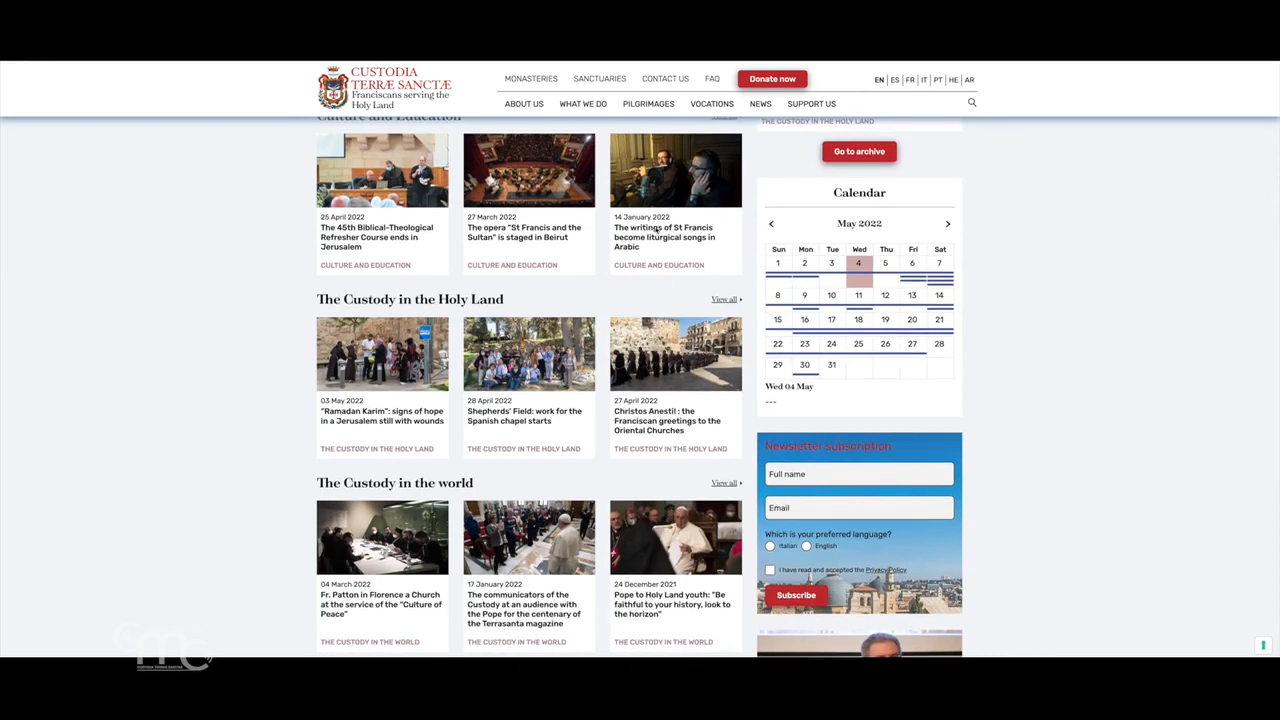 CUSTODIA
TERRÆ SANCTÆ
Franciscans serving the
Holy Land
MONASTERIES
SANCTUARIES
CONTACT US
FAQ
Donate now
EN | ES | FR | IT | PT | HE | AR
ABOUT US
WHAT WE DO
PILGRIMAGES
VOCATIONS
NEWS
SUPPORT US
Culture and Education
25 April 2022
The 45th Biblical-Theological
Refresher Course ends in
Jerusalem
CULTURE AND EDUCATION
27 March 2022
The opera "St Francis and the
Sultan" is staged in Beirut
CULTURE AND EDUCATION
14 January 2022
The writings of St Francis
become liturgical songs in
Arabic
CULTURE AND EDUCATION
The Custody in the Holy Land
View all
03 May 2022
"Ramadan Karim": signs of hope
in a Jerusalem still with wounds
THE CUSTODY IN THE HOLY LAND
28 April 2022
Shepherds' Field: work for the
Spanish chapel starts
THE CUSTODY IN THE HOLY LAND
27 April 2022
Christos Anesti! : the
Franciscan greetings to the
Oriental Churches
THE CUSTODY IN THE HOLY LAND
The Custody in the world
View all
04 March 2022
Fr. Patton in Florence a Church
at the service of the "Culture of
Peace"
THE CUSTODY IN THE WORLD
17 January 2022
The communicators of the
Custody at an audience with
the Pope for the centenary of
the Terrasanta magazine
THE CUSTODY IN THE WORLD
24 December 2021
Pope to Holy Land youth: "Be
faithful to your history, look to
the horizon"
THE CUSTODY IN THE WORLD
THE CUSTODY IN THE HOLY LAND
Go to archive
Calendar
< May 2022 >
Sun Mon Tue Wed Thu Fri Sat
1 2 3 4 5 6 7
8 9 10 11 12 13 14
15 16 17 18 19 20 21
22 23 24 25 26 27 28
29 30 31
Wed 04 May
---
Newsletter subscription
Full name
Email
Which is your preferred language?
Italian English
I have read and accepted the Privacy Policy
Subscribe
cmc
CUSTODIA TERRÆ SANCTÆ